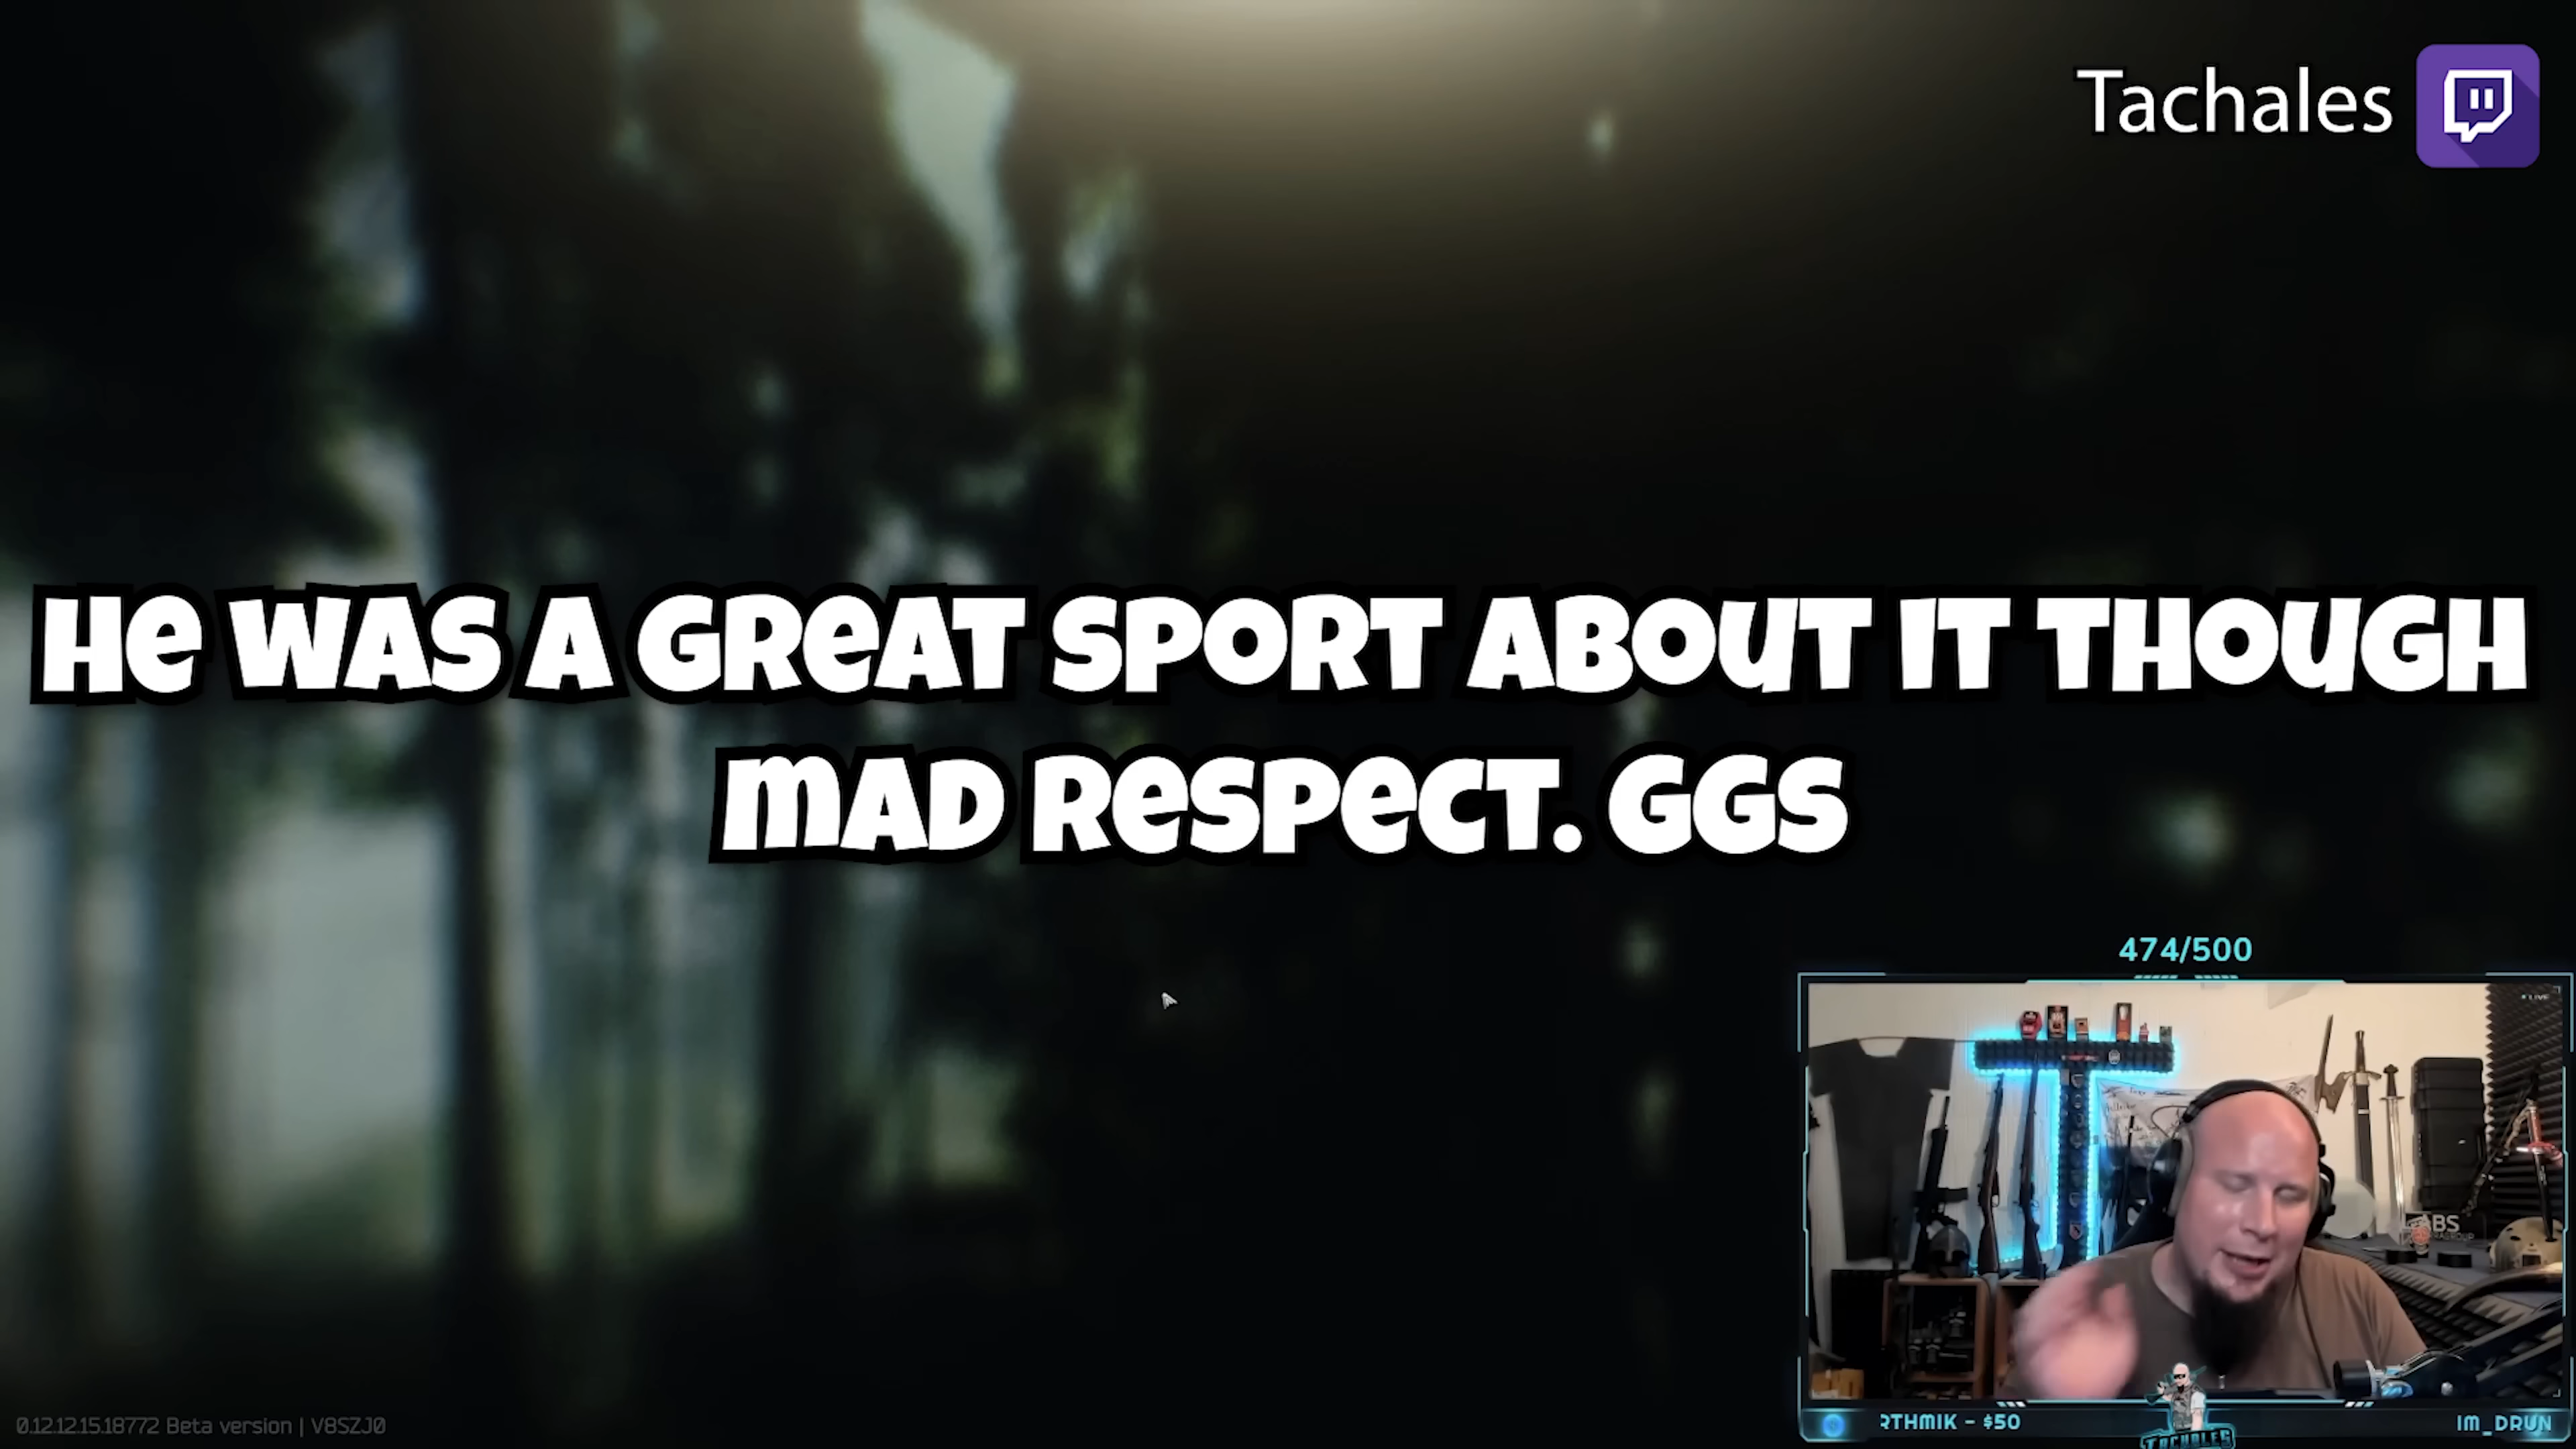 Tachales
He was a great sport about it though
mad respect. GGs
474/500
RTHMIK - $50
IM_DRUN
TACHALES
0.12.12.15.18772 Beta version | V8SZJ0